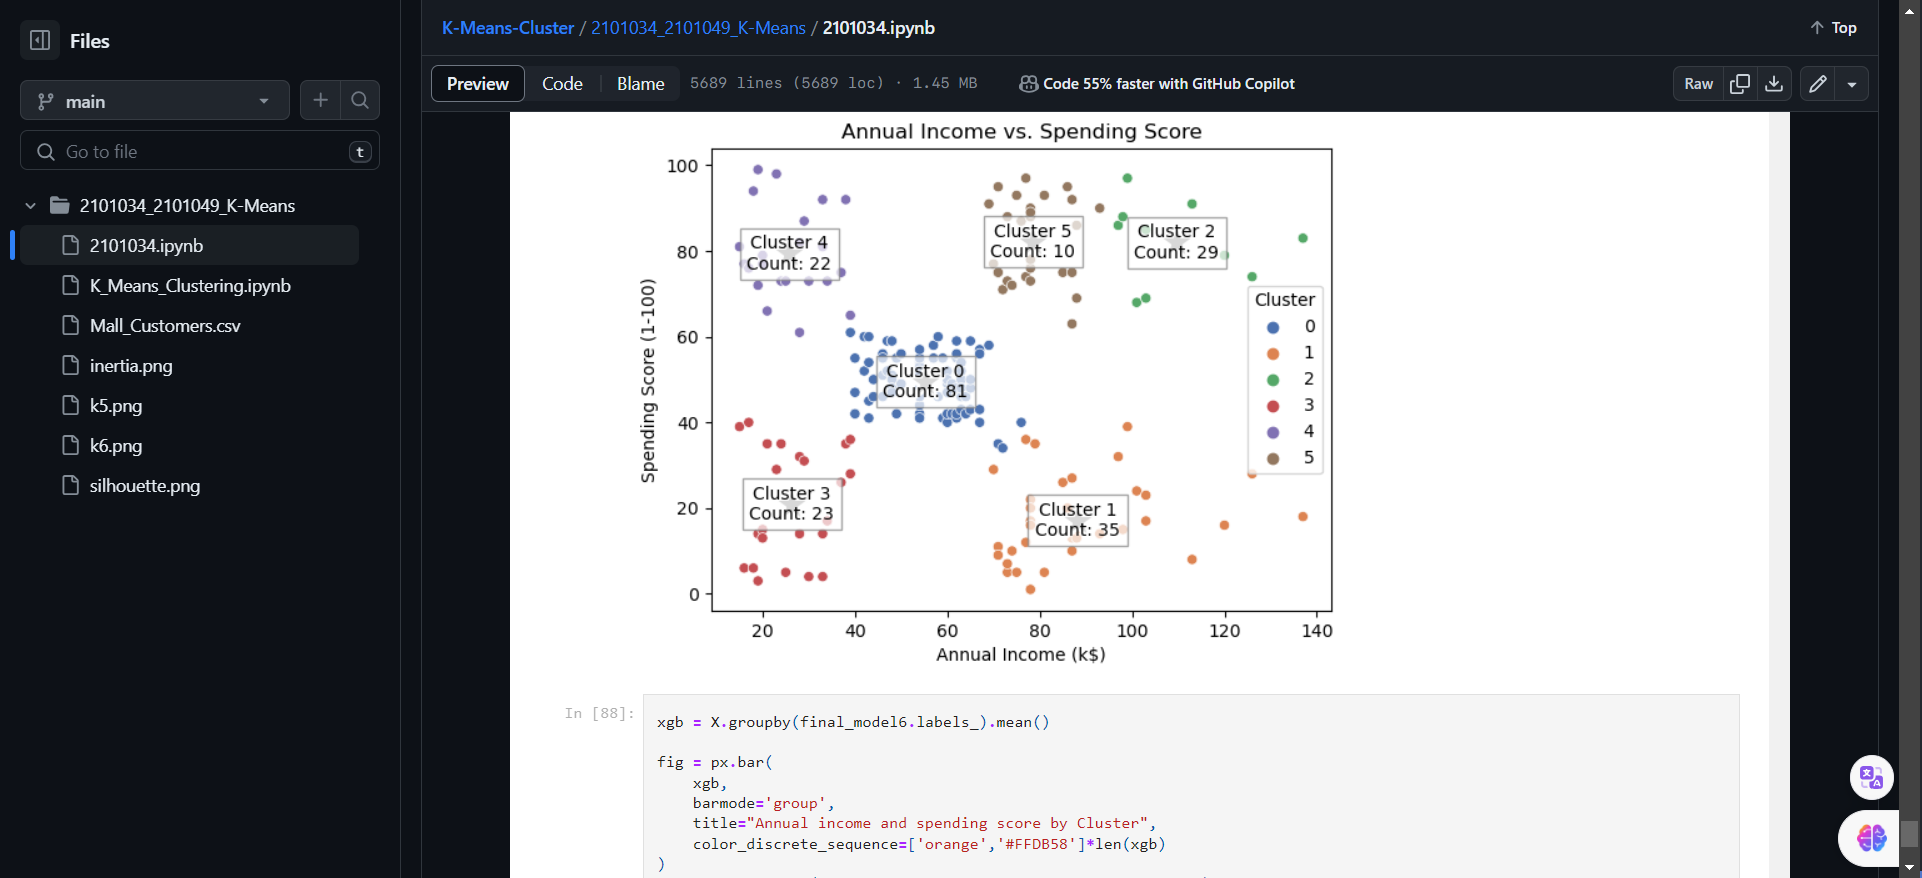 Files
main
Go to file
t
2101034_2101049_K-Means
2101034.ipynb
K_Means_Clustering.ipynb
Mall_Customers.csv
inertia.png
k5.png
k6.png
silhouette.png
K-Means-Cluster / 2101034_2101049_K-Means / 2101034.ipynb
Top
Preview
Code
Blame
5689 lines (5689 loc) · 1.45 MB
Code 55% faster with GitHub Copilot
Raw
Annual Income vs. Spending Score
Spending Score (1-100)
100
80
60
40
20
0
Cluster 4
Count: 22
Cluster 5
Count: 10
Cluster 2
Count: 29
Cluster 0
Count: 81
Cluster 3
Count: 23
Cluster 1
Count: 35
Cluster
0
1
2
3
4
5
20 40 60 80 100 120 140
Annual Income (k$)
In [88]:
xgb = X.groupby(final_model6.labels_).mean()
fig = px.bar(
xgb,
barmode='group',
title="Annual income and spending score by Cluster",
color_discrete_sequence=['orange','#FFDB58']*len(xgb)
)